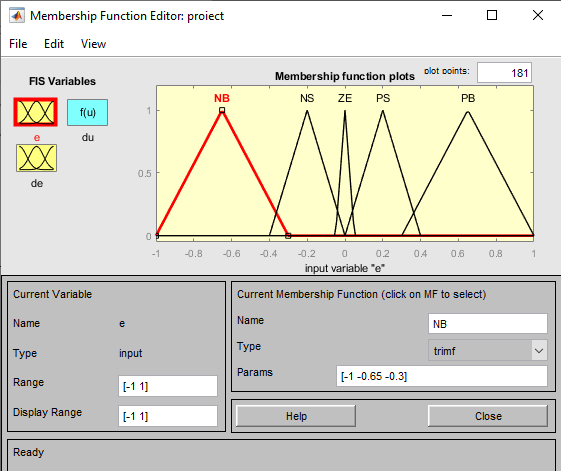 Membership Function Editor: proiect
File Edit View
FIS Variables
f(u)
e
du
de
Membership function plots
plot points:
181
NB NS ZE PS PB
1
0.5
0
-1 -0.8 -0.6 -0.4 -0.2 0 0.2 0.4 0.6 0.8 1
input variable "e"
Current Variable
Name e
Type input
Range [-1 1]
Display Range [-1 1]
Current Membership Function (click on MF to select)
Name NB
Type trimf
Params [-1 -0.65 -0.3]
Help Close
Ready